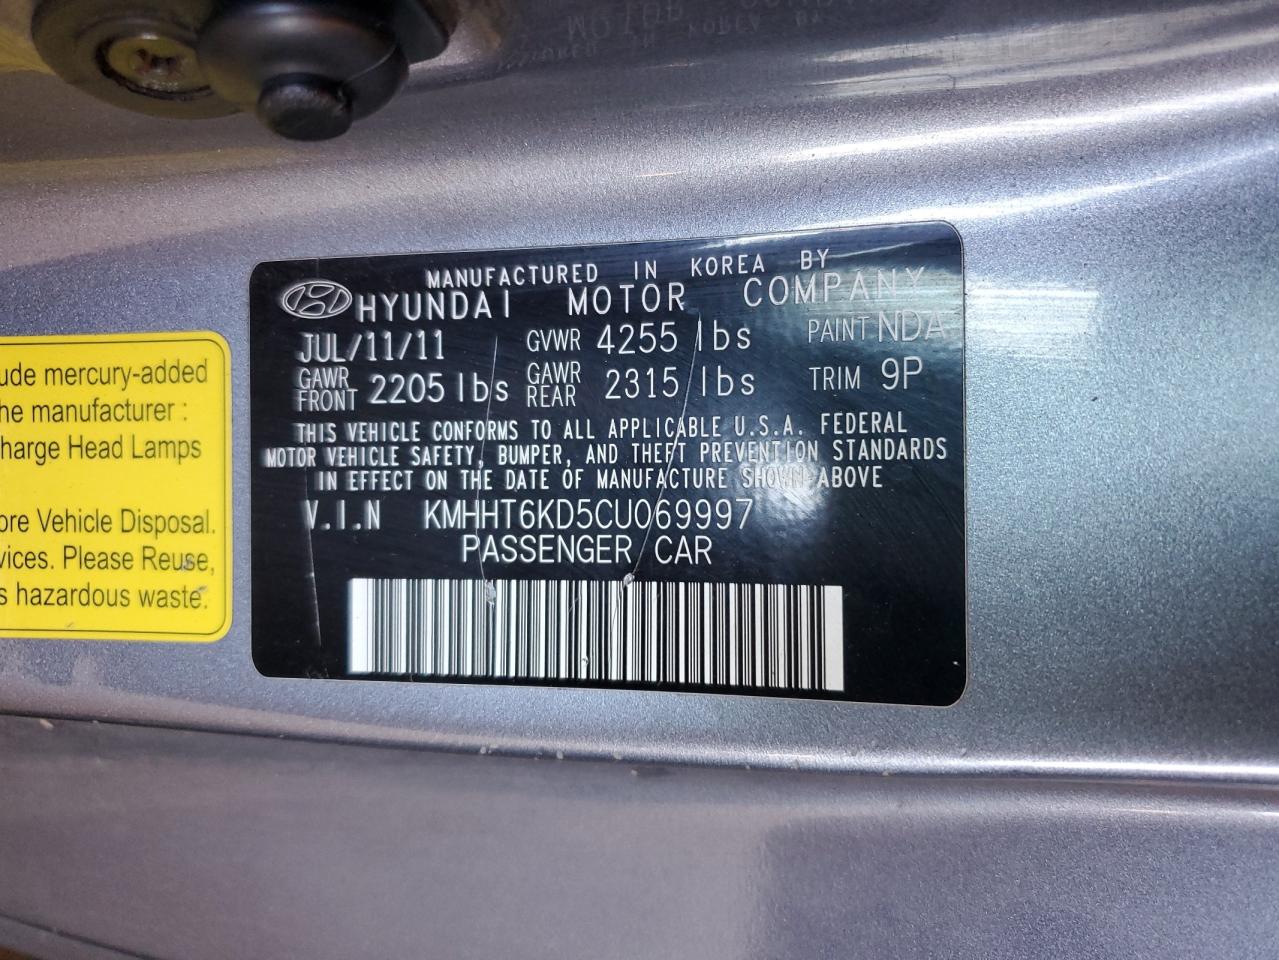 MANUFACTURED IN KOREA BY
HYUNDAI MOTOR COMPANY
JUL/11/11 GVWR 4255 lbs PAINT NDA
GAWR FRONT 2205 lbs GAWR REAR 2315 lbs TRIM 9P
THIS VEHICLE CONFORMS TO ALL APPLICABLE U.S.A. FEDERAL
MOTOR VEHICLE SAFETY, BUMPER, AND THEFT PREVENTION STANDARDS
IN EFFECT ON THE DATE OF MANUFACTURE SHOWN ABOVE
V.I.N KMHHT6KD5CU069997
PASSENGER CAR
ude mercury-added
he manufacturer :
charge Head Lamps
ore Vehicle Disposal.
vices. Please Reuse,
s hazardous waste.